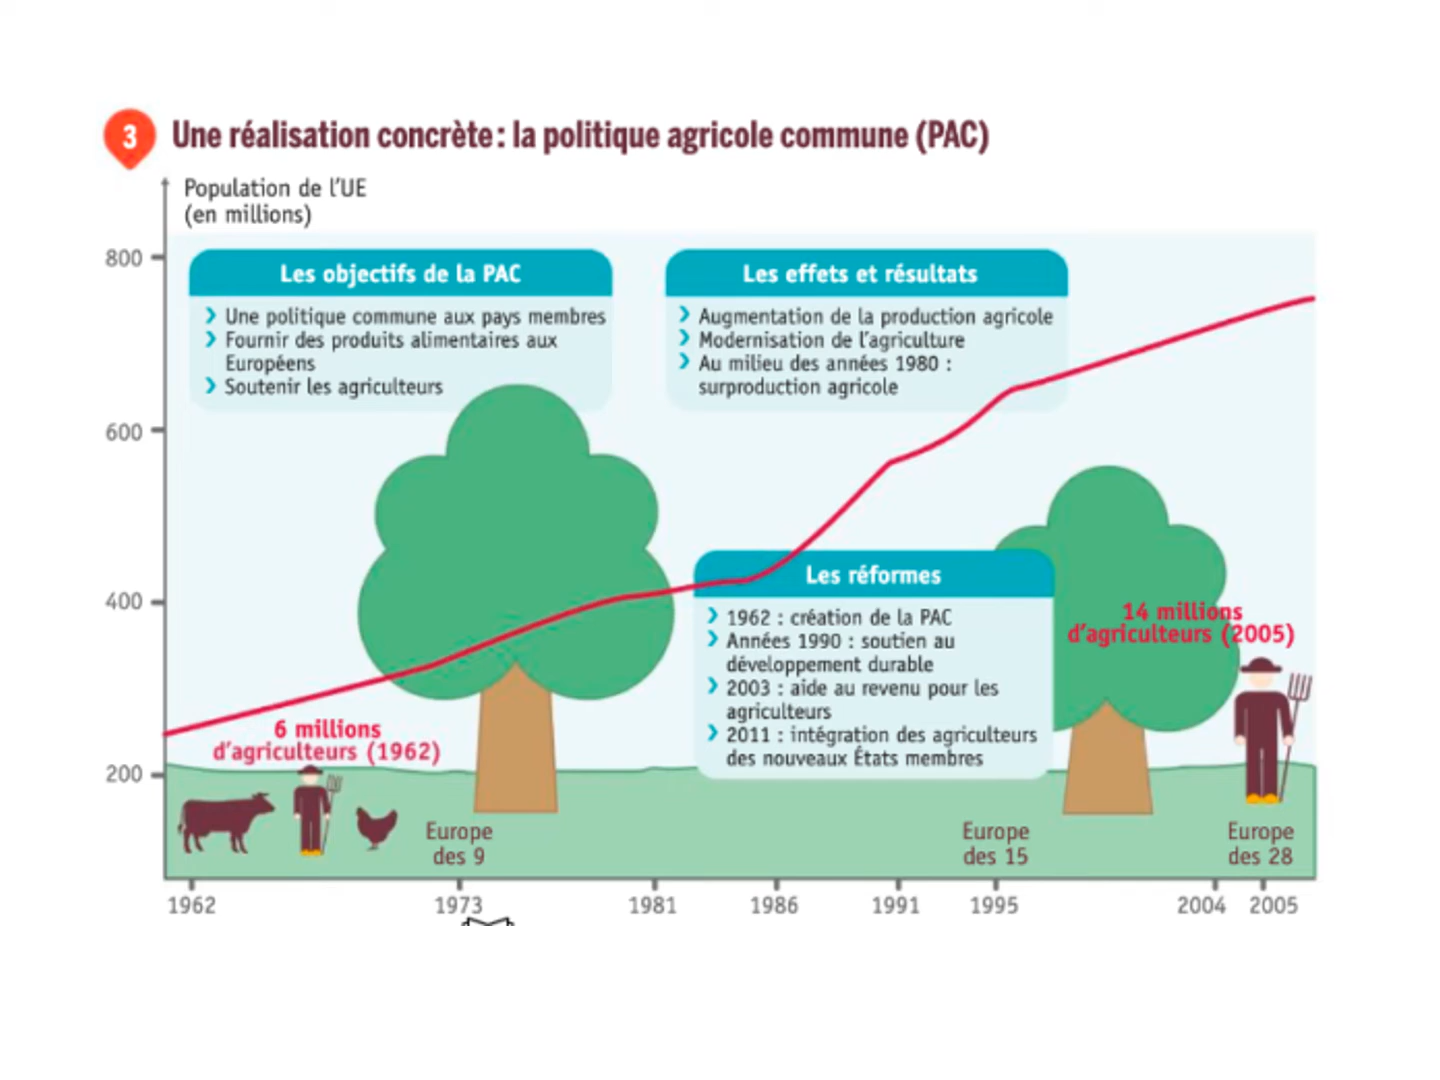 3 Une réalisation concrète : la politique agricole commune (PAC)
Population de l'UE
(en millions)
800
600
400
200
Les objectifs de la PAC
› Une politique commune aux pays membres
› Fournir des produits alimentaires aux
Européens
› Soutenir les agriculteurs
Les effets et résultats
› Augmentation de la production agricole
› Modernisation de l'agriculture
› Au milieu des années 1980 :
surproduction agricole
Les réformes
› 1962 : création de la PAC
› Années 1990 : soutien au
développement durable
› 2003 : aide au revenu pour les
agriculteurs
› 2011 : intégration des agriculteurs
des nouveaux États membres
14 millions
d'agriculteurs (2005)
6 millions
d'agriculteurs (1962)
Europe
des 9
Europe
des 15
Europe
des 28
1962 1973 1981 1986 1991 1995 2004 2005